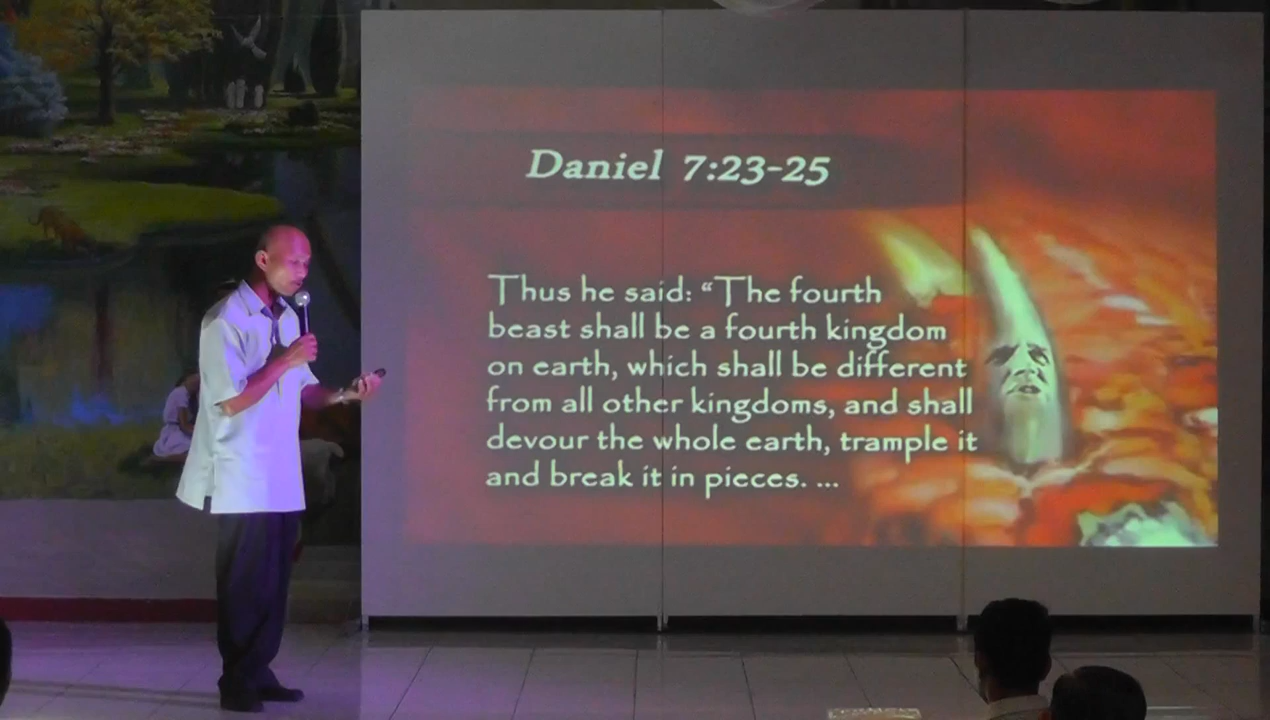 Daniel 7:23-25
Thus he said: “The fourth
beast shall be a fourth kingdom
on earth, which shall be different
from all other kingdoms, and shall
devour the whole earth, trample it
and break it in pieces. ...